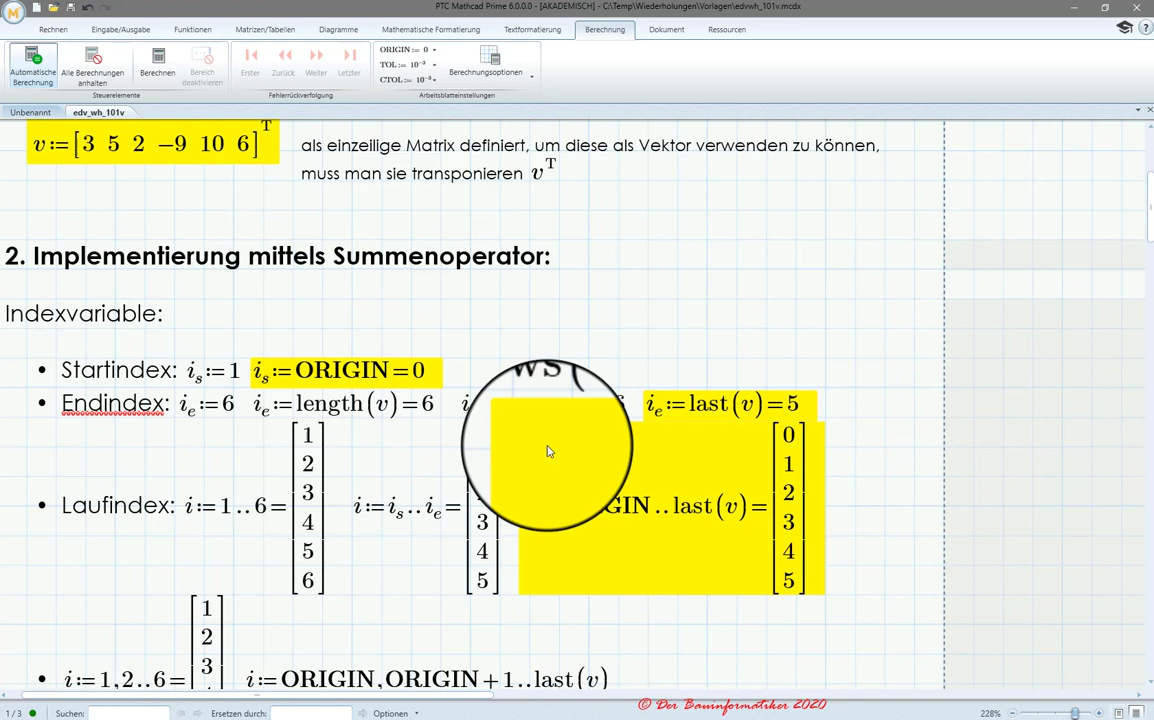 PTC Mathcad Prime 6.0.0.0 - [AKADEMISCH] - C:\Temp\Wiederholungen\Vorlagen\edvwh_101v.mcdx
Rechnen Eingabe/Ausgabe Funktionen Matrizen/Tabellen Diagramme Mathematische Formatierung Textformatierung Berechnung Dokument Ressourcen
Automatische Berechnung
Alle Berechnungen anhalten
Berechnen
Bereich deaktivieren
Erster Zurück Weiter Letzter
ORIGIN := 0
TOL := 10⁻³
CTOL := 10⁻³
Berechnungsoptionen
Steuerelemente Fehlerrückverfolgung Arbeitsblatteinstellungen
Unbenannt edv_wh_101v
v := [3 5 2 −9 10 6]ᵀ
als einzeilige Matrix definiert, um diese als Vektor verwenden zu können,
muss man sie transponieren vᵀ
2. Implementierung mittels Summenoperator:
Indexvariable:
• Startindex: iₛ := 1 iₛ := ORIGIN = 0
• Endindex: iₑ := 6 iₑ := length(v) = 6 ws( iₑ := last(v) = 5
• Laufindex: i := 1..6 = [1 2 3 4 5 6] i := iₛ..iₑ = [3 4 5] GIN..last(v) = [0 1 2 3 4 5]
• i := 1,2..6 = [1 2 3 i := ORIGIN,ORIGIN+1..last(v)
© Der Bauinformatiker 2020
1 / 3 Suchen: Ersetzen durch: Optionen 228%